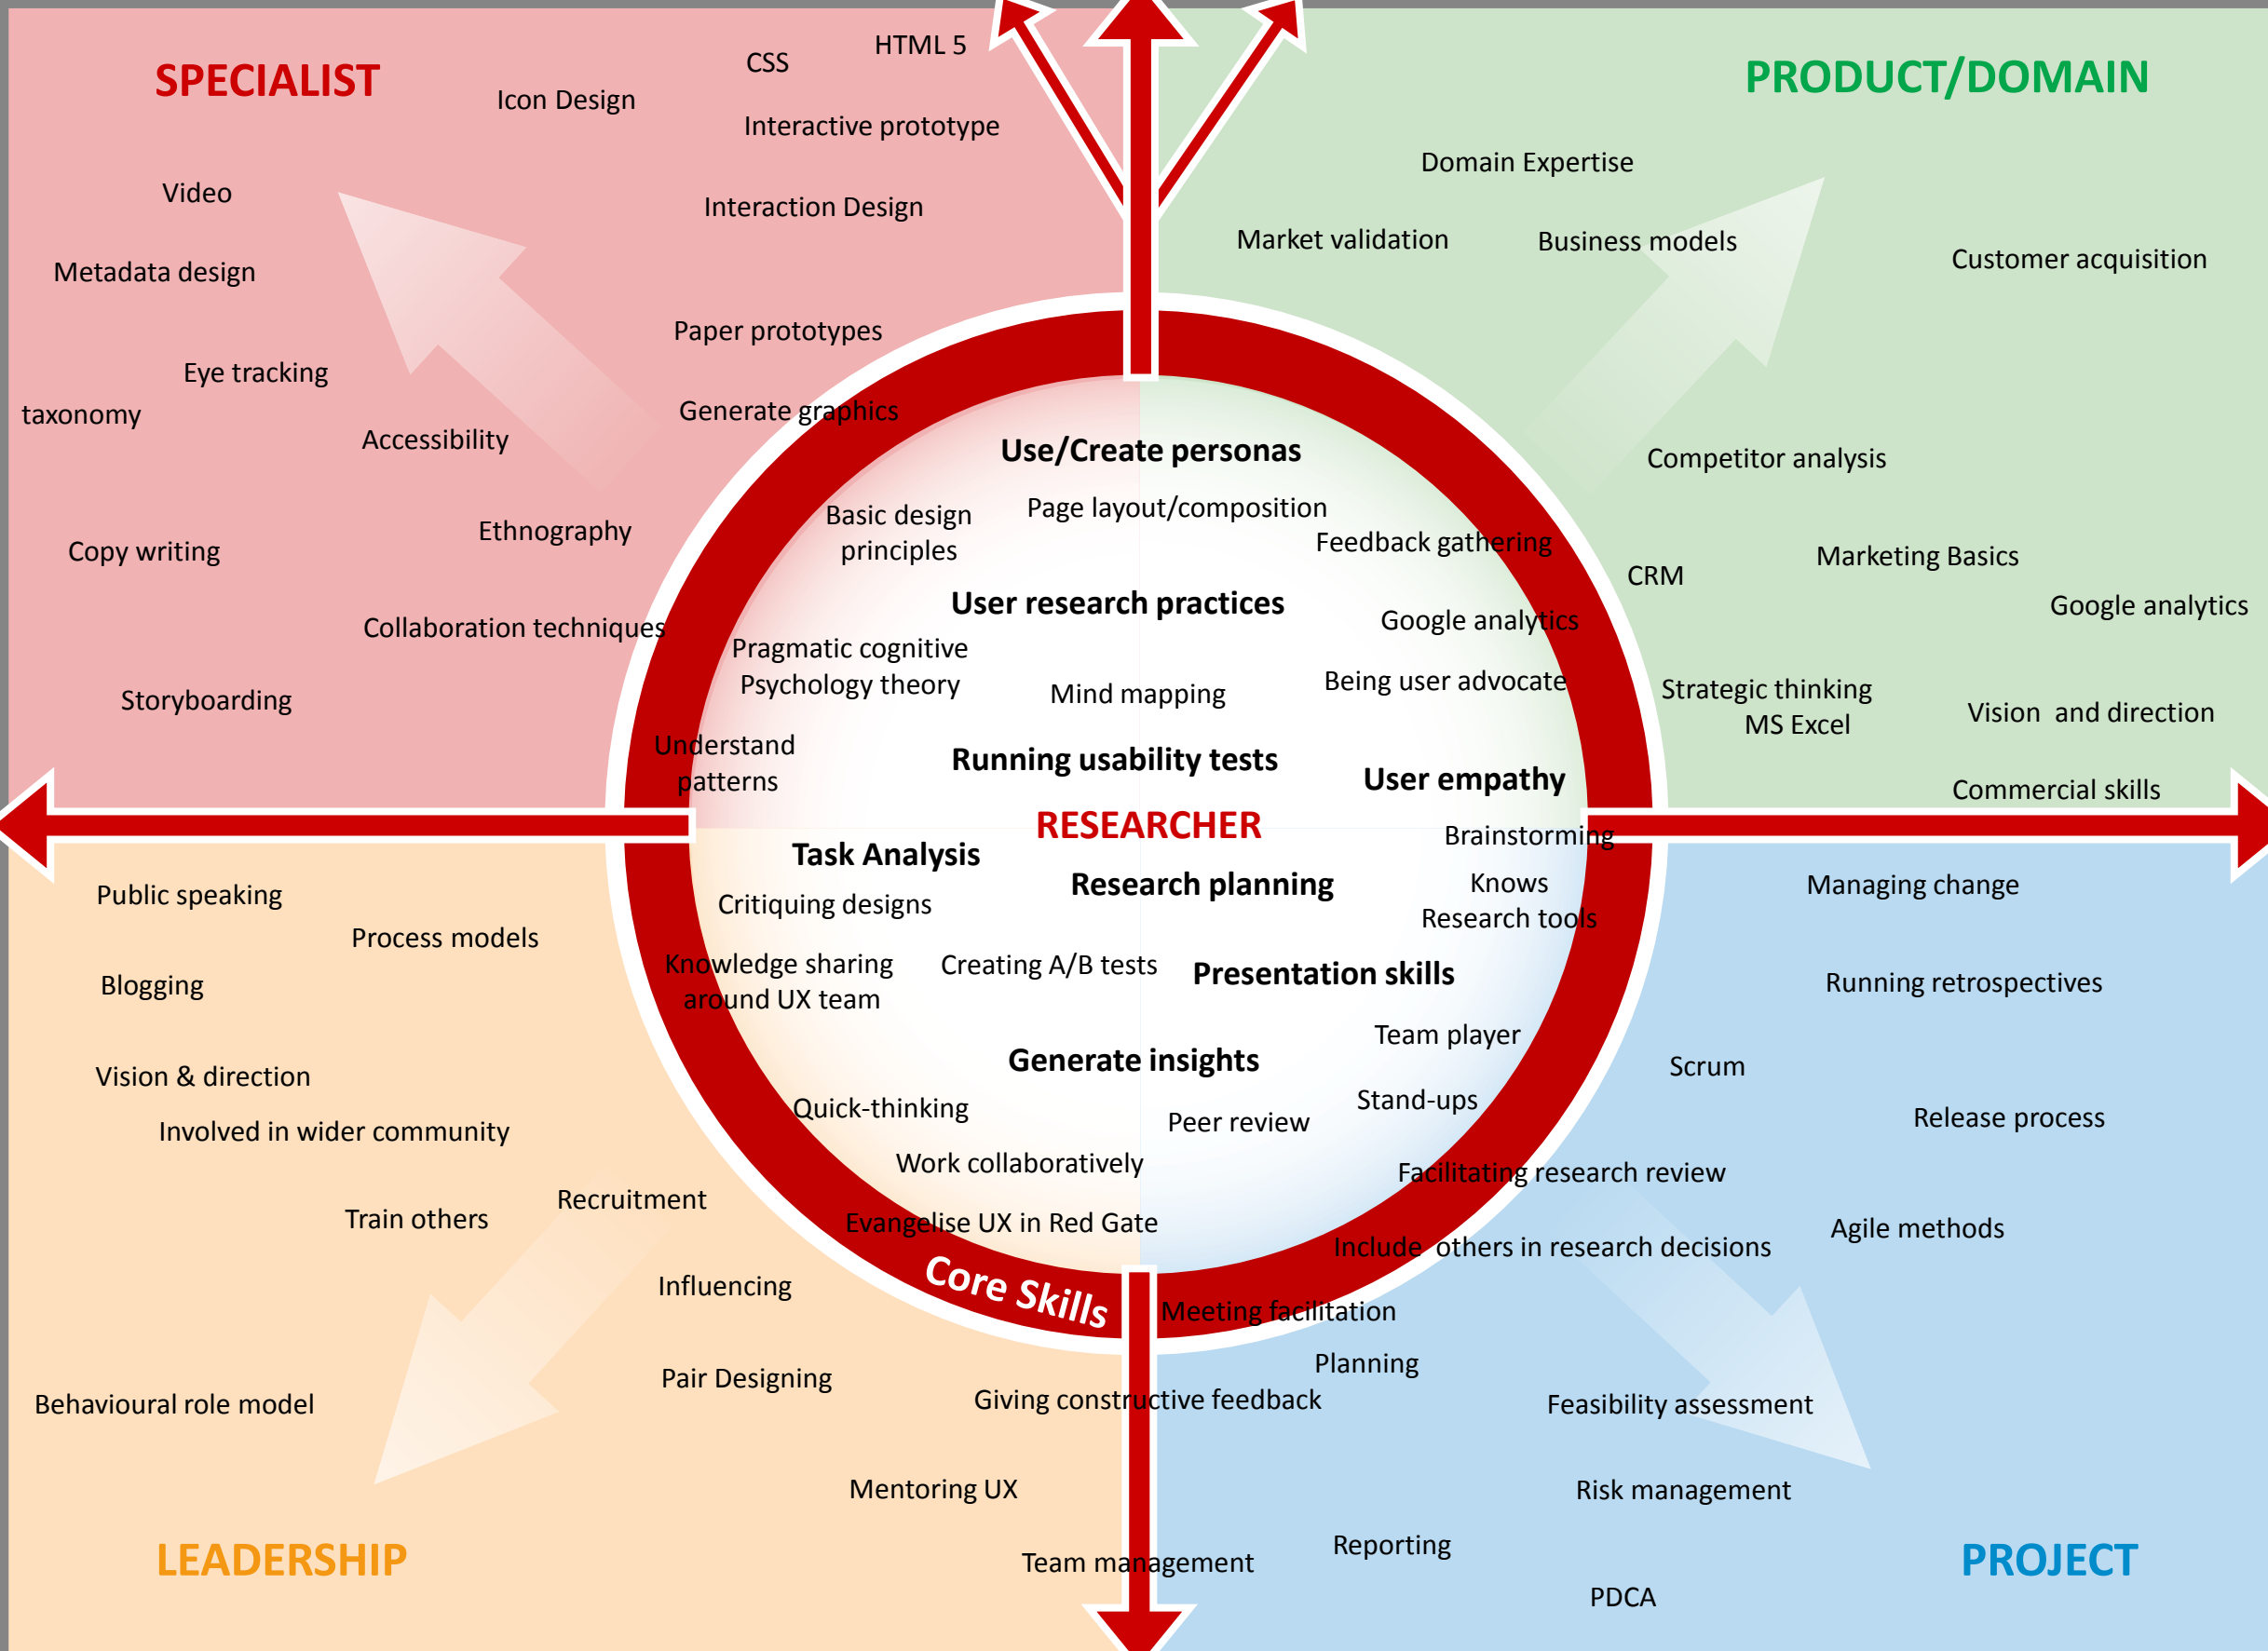 SPECIALIST
CSS
HTML 5
Icon Design
Interactive prototype
Video
Interaction Design
Metadata design
Paper prototypes
Eye tracking
taxonomy
Generate graphics
Accessibility
Ethnography
Copy writing
Collaboration techniques
Storyboarding
PRODUCT/DOMAIN
Domain Expertise
Market validation
Business models
Customer acquisition
Competitor analysis
Marketing Basics
CRM
Google analytics
Strategic thinking
MS Excel
Vision  and direction
Commercial skills
Use/Create personas
Page layout/composition
Basic design
principles
Feedback gathering
User research practices
Google analytics
Pragmatic cognitive
Psychology theory
Mind mapping
Being user advocate
Understand
patterns
Running usability tests
User empathy
RESEARCHER
Brainstorming
Task Analysis
Research planning
Knows
Research tools
Critiquing designs
Knowledge sharing
around UX team
Creating A/B tests
Presentation skills
Team player
Generate insights
Quick-thinking
Peer review
Stand-ups
Work collaboratively
Facilitating research review
Evangelise UX in Red Gate
Include  others in research decisions
Core Skills
Meeting facilitation
Public speaking
Process models
Blogging
Vision & direction
Involved in wider community
Recruitment
Train others
Influencing
Pair Designing
Behavioural role model
Giving constructive feedback
Mentoring UX
LEADERSHIP
Team management
Managing change
Running retrospectives
Scrum
Release process
Agile methods
Planning
Feasibility assessment
Risk management
Reporting
PROJECT
PDCA